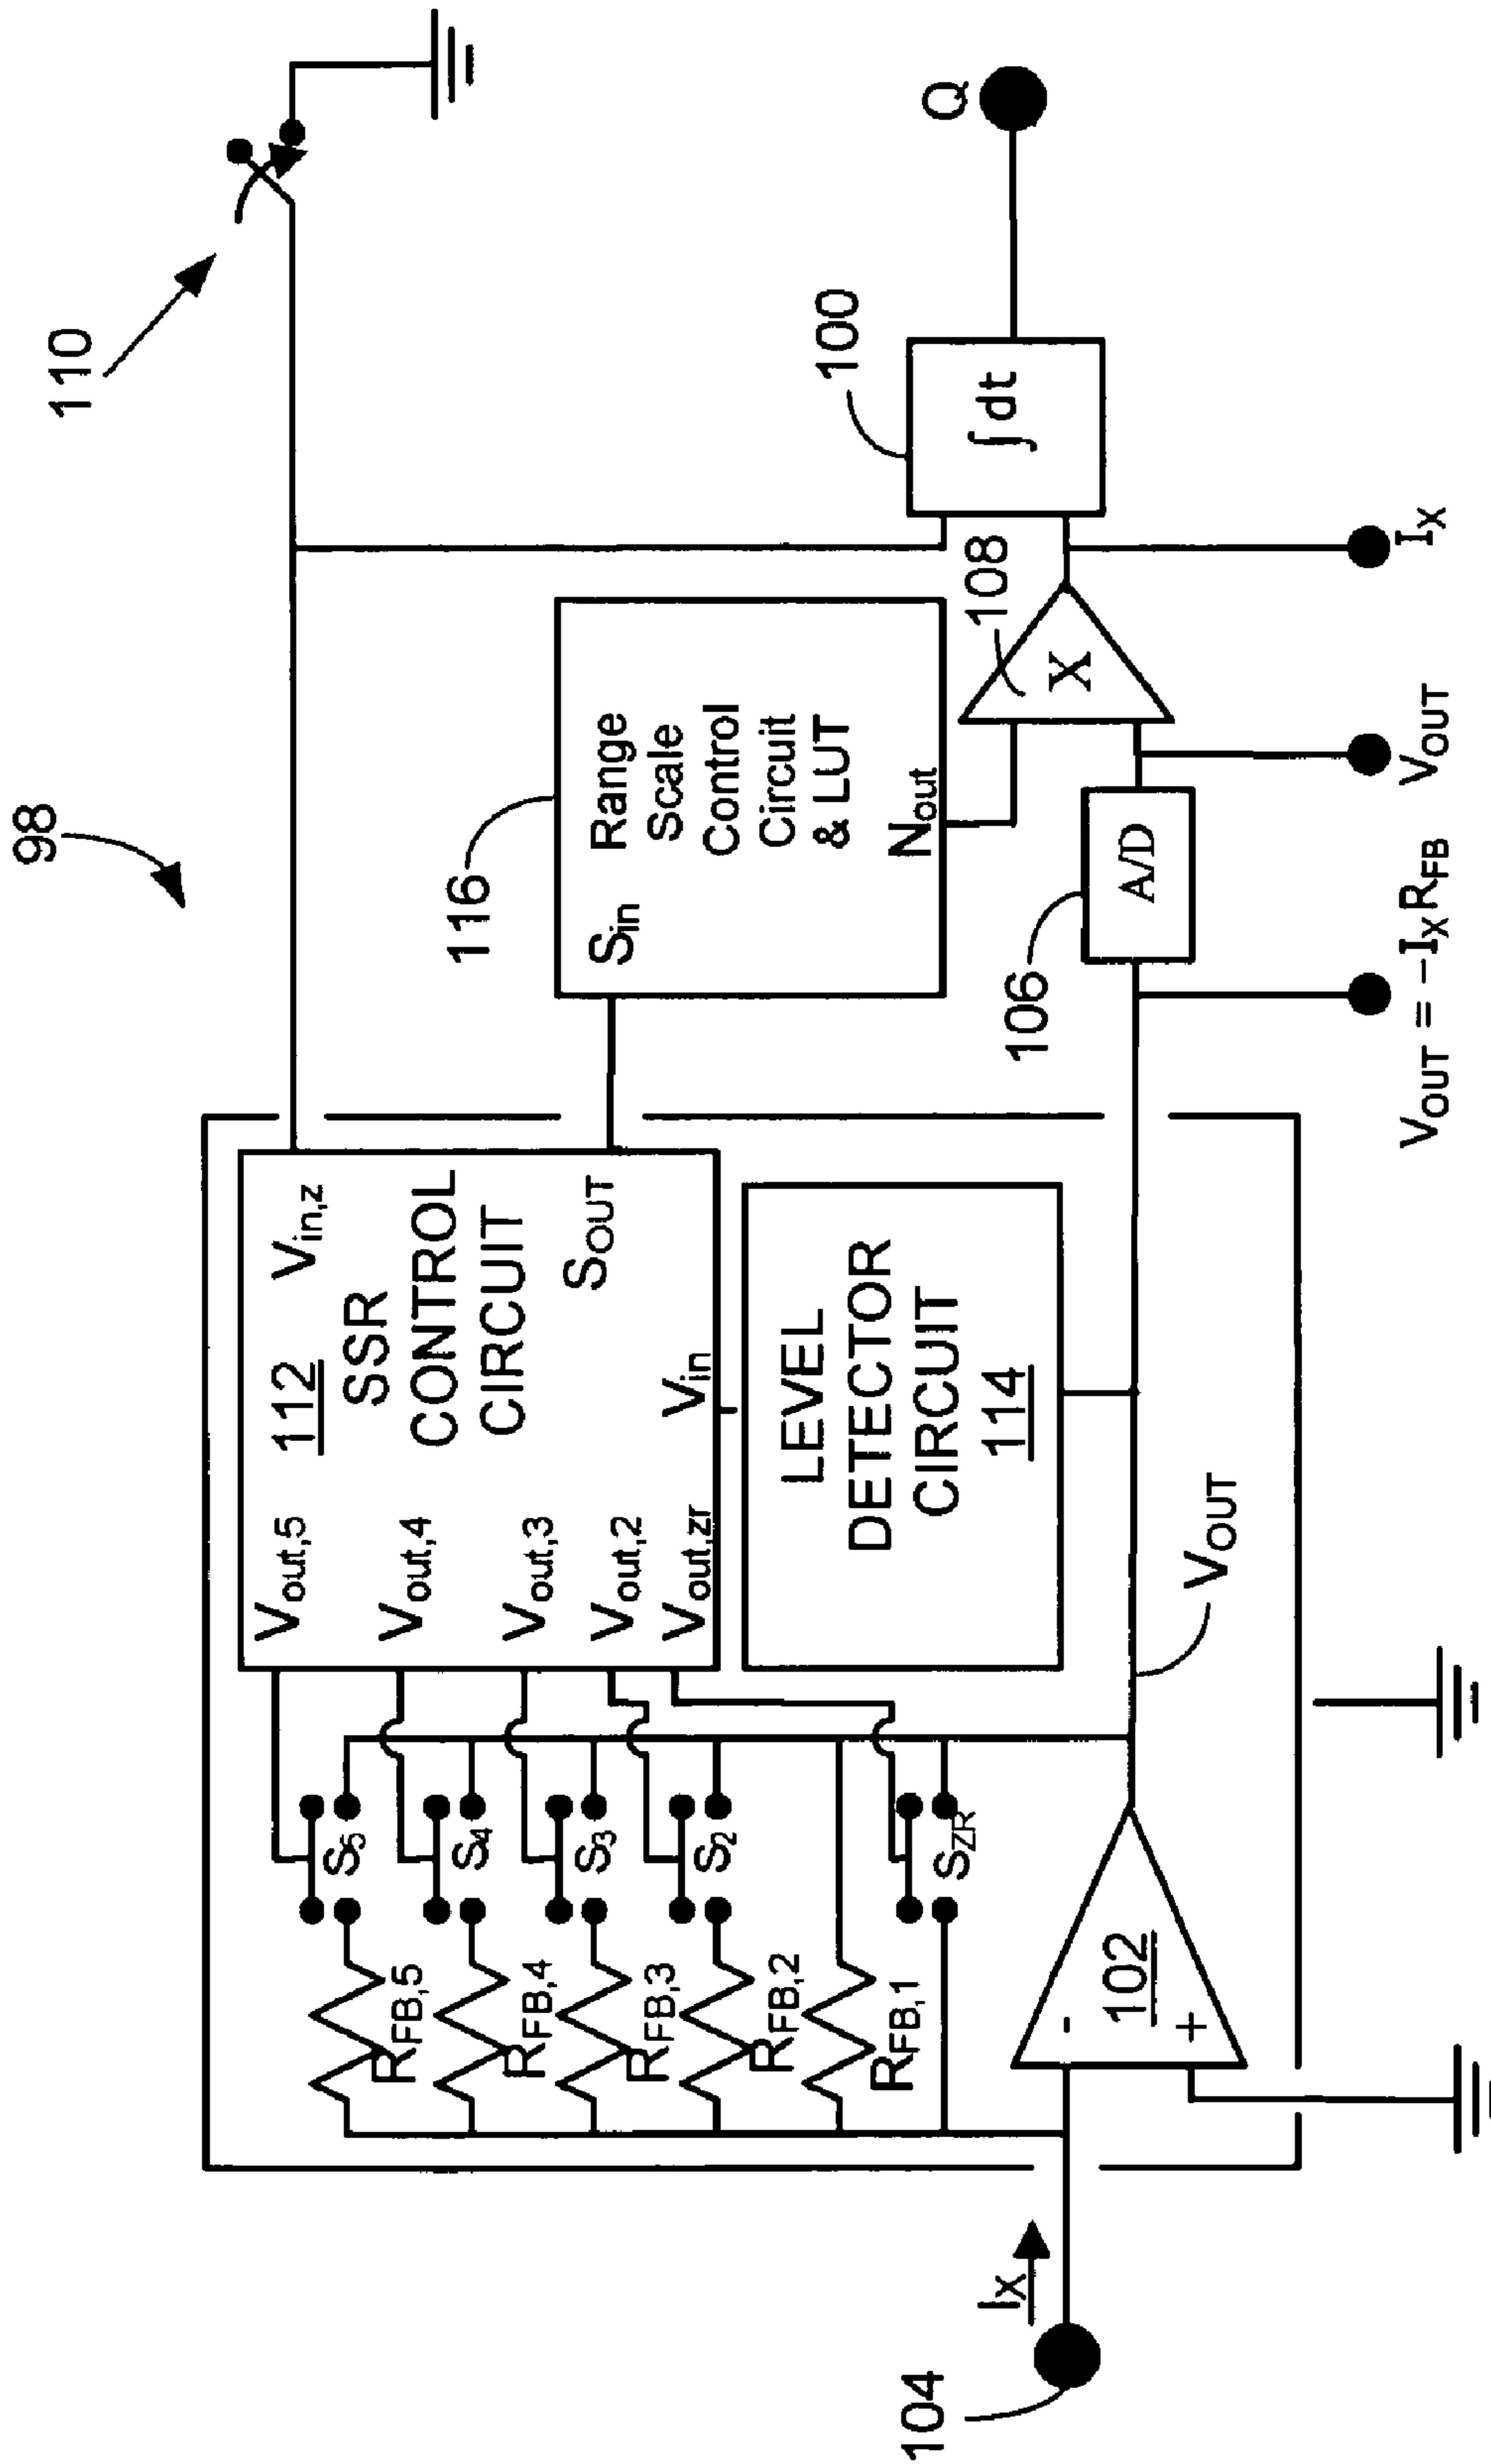 98
110
112
SSR
CONTROL
CIRCUIT
V_in,z
S_OUT
V_in
V_out,5
V_out,4
V_out,3
V_out,2
V_out,zr
S_5
S_4
S_3
S_2
S_ZR
R_FB,5
R_FB,4
R_FB,3
R_FB,2
R_FB,1
LEVEL
DETECTOR
CIRCUIT
114
116
S_in
Range
Scale
Control
Circuit
& LUT
N_out
100
∫dt
Q
108
X
106
A/D
104
I_X
-
102
+
V_OUT
V_OUT = -I_X R_FB
V_OUT
I_X